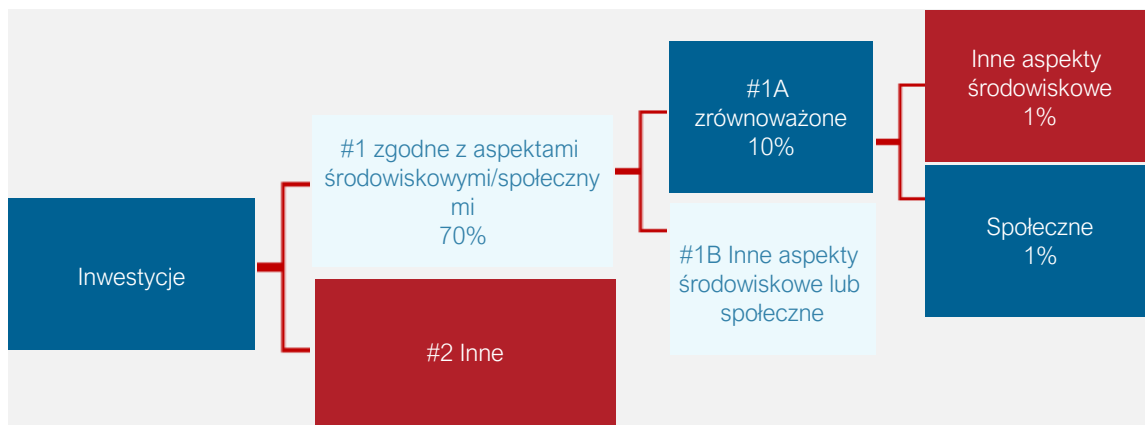 Inwestycje
#1 zgodne z aspektami
środowiskowymi/społeczny
mi
70%
#2 Inne
#1A
zrównoważone
10%
#1B Inne aspekty
środowiskowe lub
społeczne
Inne aspekty
środowiskowe
1%
Społeczne
1%